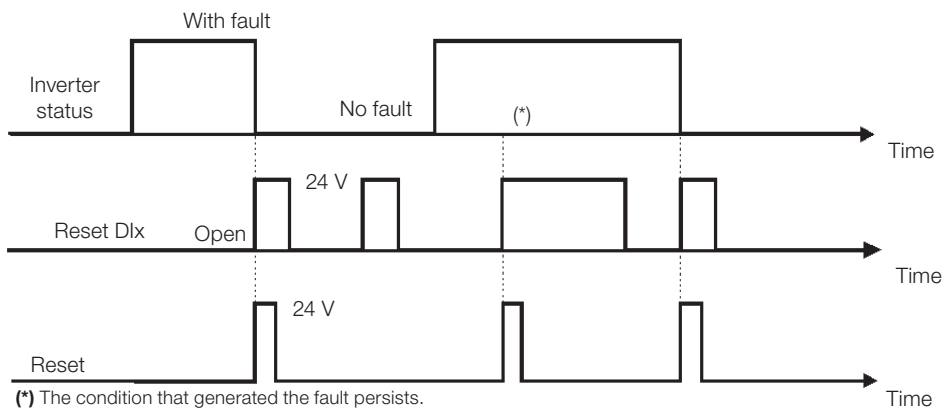 With fault
Inverter
status
No fault
(*)
Time
24 V
Reset DIx
Open
Time
24 V
Reset
(*) The condition that generated the fault persists.
Time